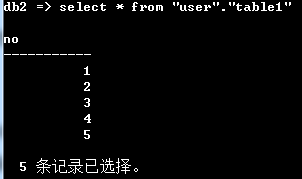 db2 => select * from "user"."table1"
no
-----------
1
2
3
4
5
5 条记录已选择。